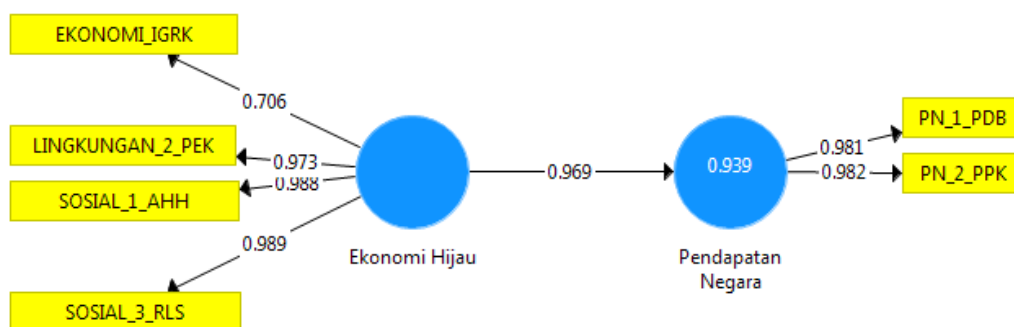 EKONOMI_IGRK
0.706
LINGKUNGAN_2_PEK
0.973
SOSIAL_1_AHH
0.988
0.989
SOSIAL_3_RLS
Ekonomi Hijau
0.969
0.939
Pendapatan
Negara
0.981
PN_1_PDB
0.982
PN_2_PPK